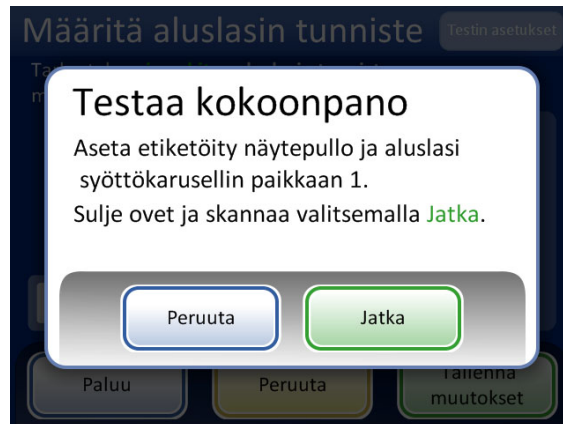 Määritä aluslasin tunniste
Testin asetukset
Testaa kokoonpano
Aseta etiketöity näytepullo ja aluslasi
syöttökarusellin paikkaan 1.
Sulje ovet ja skannaa valitsemalla Jatka.
Peruuta
Jatka
Paluu
Peruuta
Tallenna
muutokset